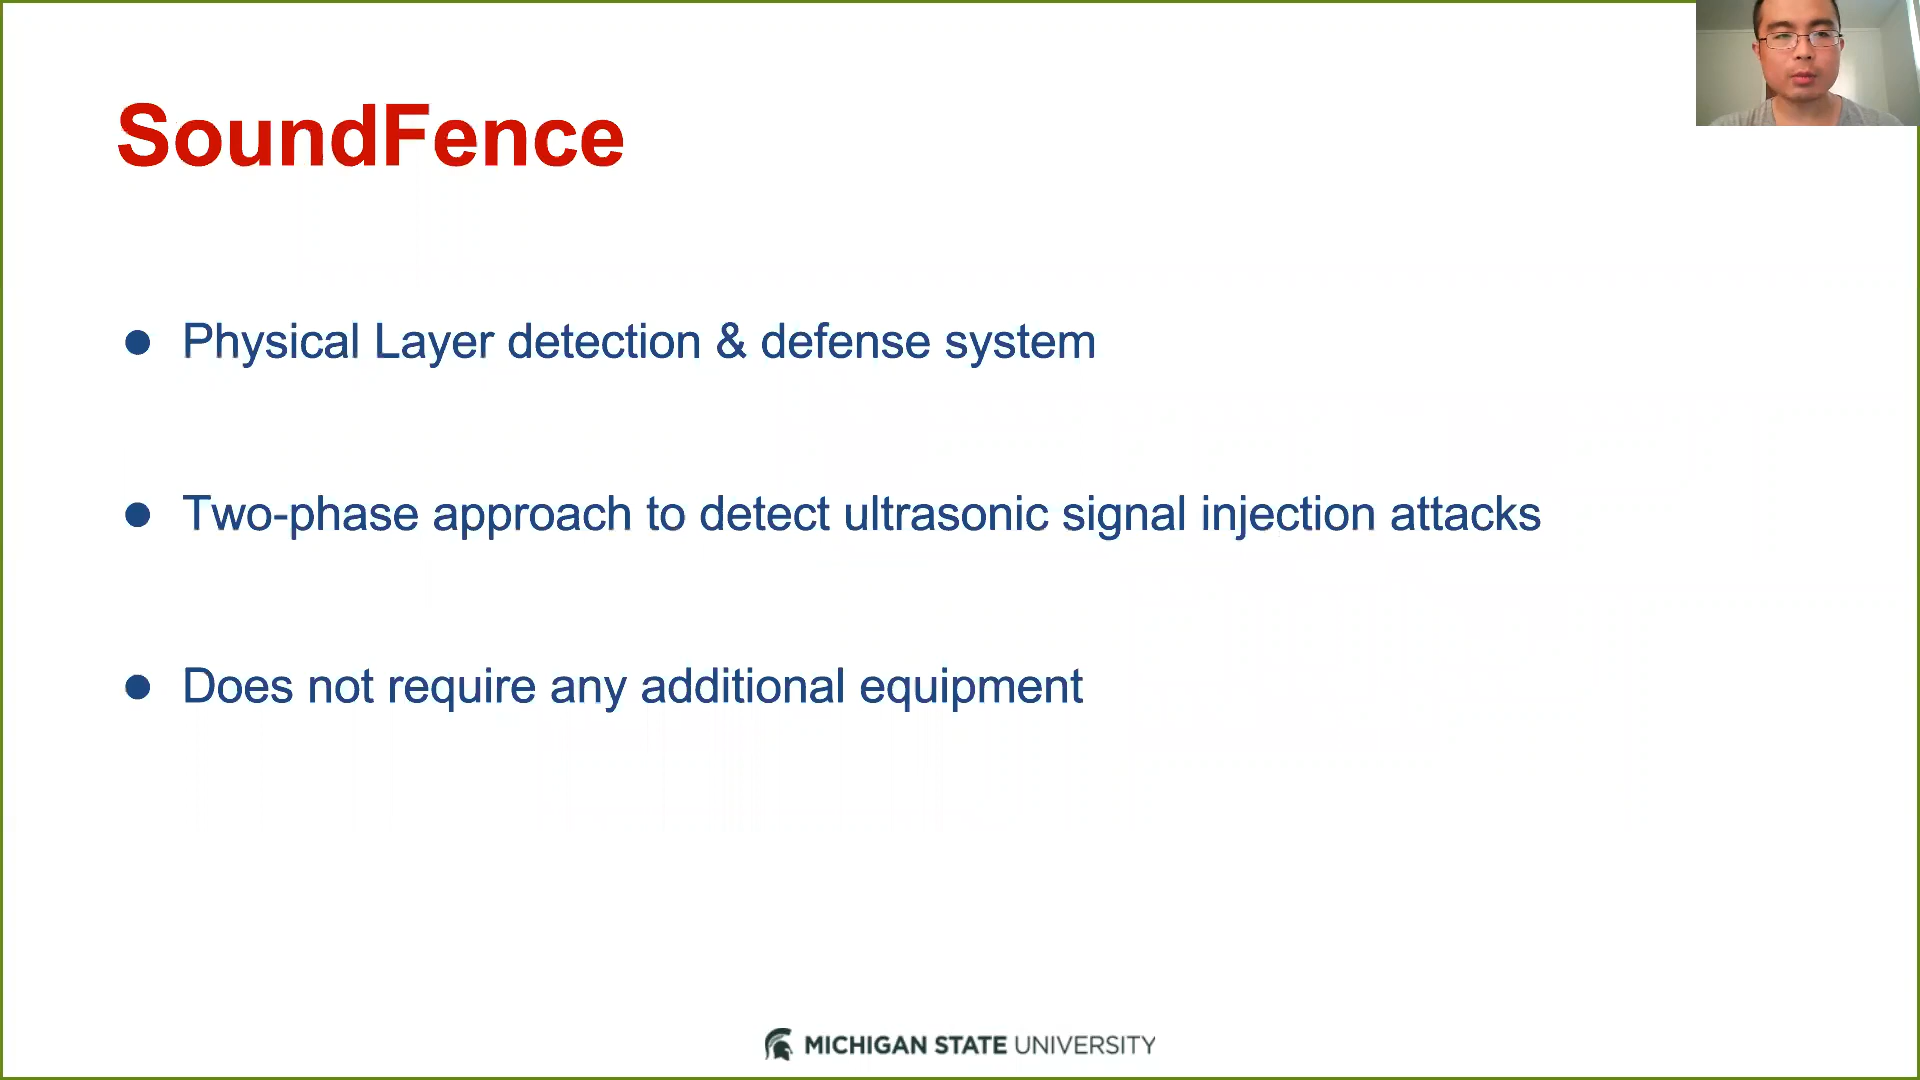 SoundFence
● Physical Layer detection & defense system
● Two-phase approach to detect ultrasonic signal injection attacks
● Does not require any additional equipment
MICHIGAN STATE UNIVERSITY